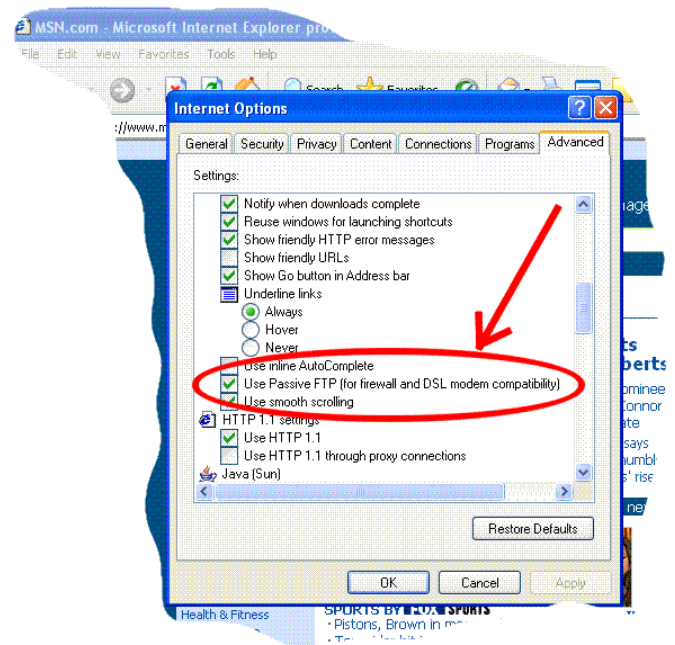 MSN.com - Microsoft Internet Explorer pro
File Edit View Favorites Tools Help
Search Favorites
Internet Options
://www.m
General Security Privacy Content Connections Programs Advanced
Settings:
Notify when downloads complete
Reuse windows for launching shortcuts
Show friendly HTTP error messages
Show friendly URLs
Show Go button in Address bar
Underline links
Always
Hover
Never
Use inline AutoComplete
Use Passive FTP (for firewall and DSL modem compatibility)
Use smooth scrolling
HTTP 1.1 settings
Use HTTP 1.1
Use HTTP 1.1 through proxy connections
Java (Sun)
Restore Defaults
OK Cancel Apply
age
ts
perts
ominee
Connor
ate
says
umbl
s' rise
ne
Health & Fitness
SPORTS BY FOX SPORTS
· Pistons, Brown in